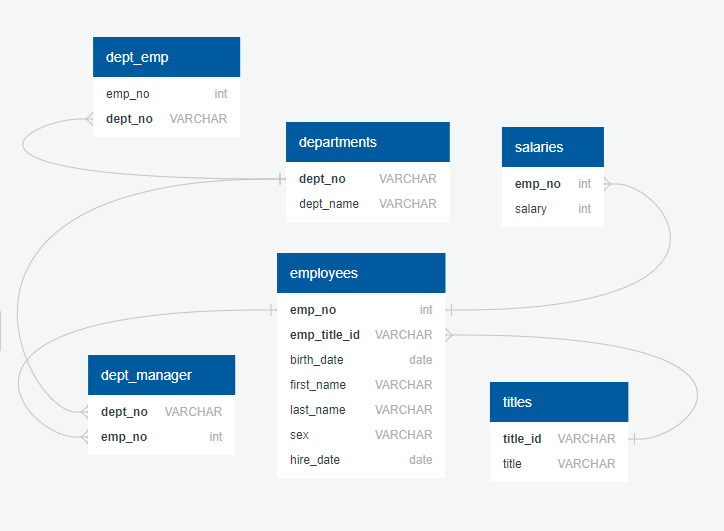 dept_emp
emp_no int
dept_no VARCHAR
departments
dept_no VARCHAR
dept_name VARCHAR
salaries
emp_no int
salary int
employees
emp_no int
emp_title_id VARCHAR
birth_date date
first_name VARCHAR
last_name VARCHAR
sex VARCHAR
hire_date date
dept_manager
dept_no VARCHAR
emp_no int
titles
title_id VARCHAR
title VARCHAR